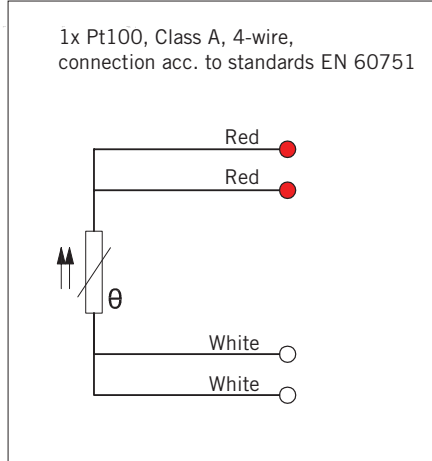 1x Pt100, Class A, 4-wire,
connection acc. to standards EN 60751
Red
Red
θ
White
White